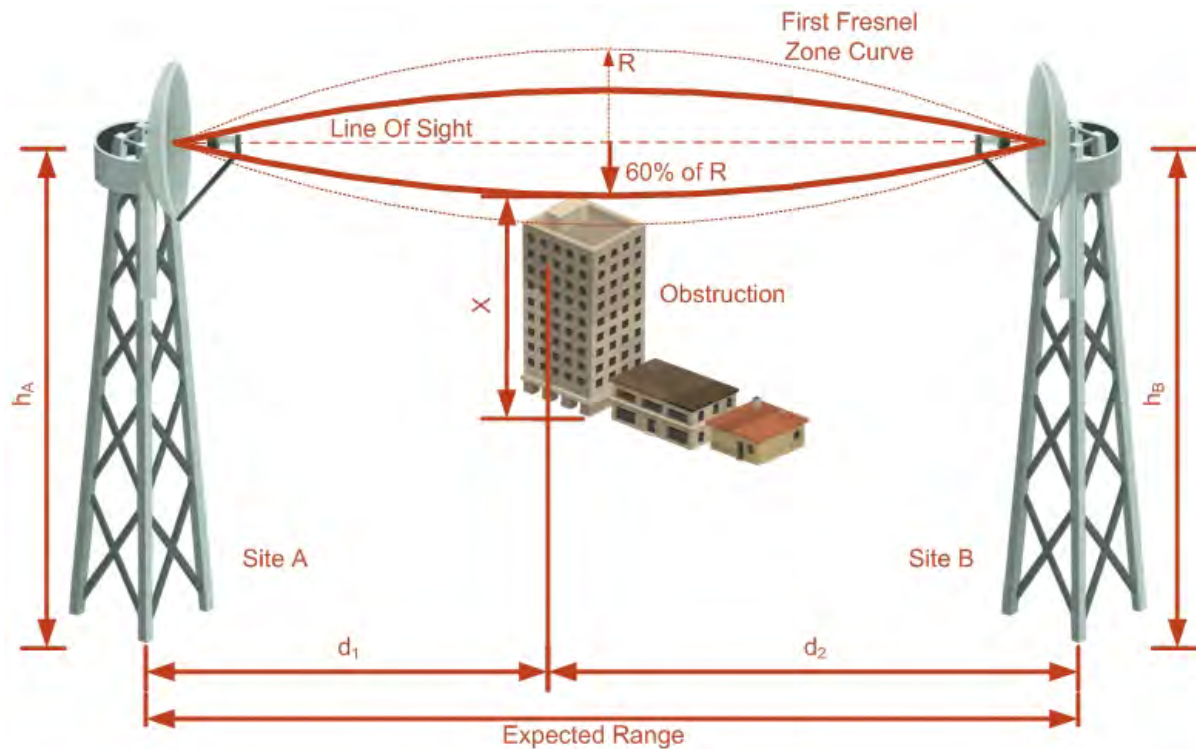 First Fresnel
Zone Curve
R
Line Of Sight
60% of R
X
Obstruction
hA
hB
Site A
Site B
d1
d2
Expected Range